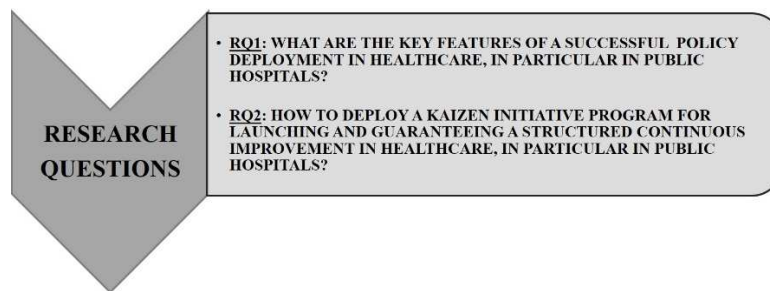 RESEARCH
QUESTIONS
• RQ1: WHAT ARE THE KEY FEATURES OF A SUCCESSFUL POLICY
DEPLOYMENT IN HEALTHCARE, IN PARTICULAR IN PUBLIC
HOSPITALS?
• RQ2: HOW TO DEPLOY A KAIZEN INITIATIVE PROGRAM FOR
LAUNCHING AND GUARANTEEING A STRUCTURED CONTINUOUS
IMPROVEMENT IN HEALTHCARE, IN PARTICULAR IN PUBLIC
HOSPITALS?